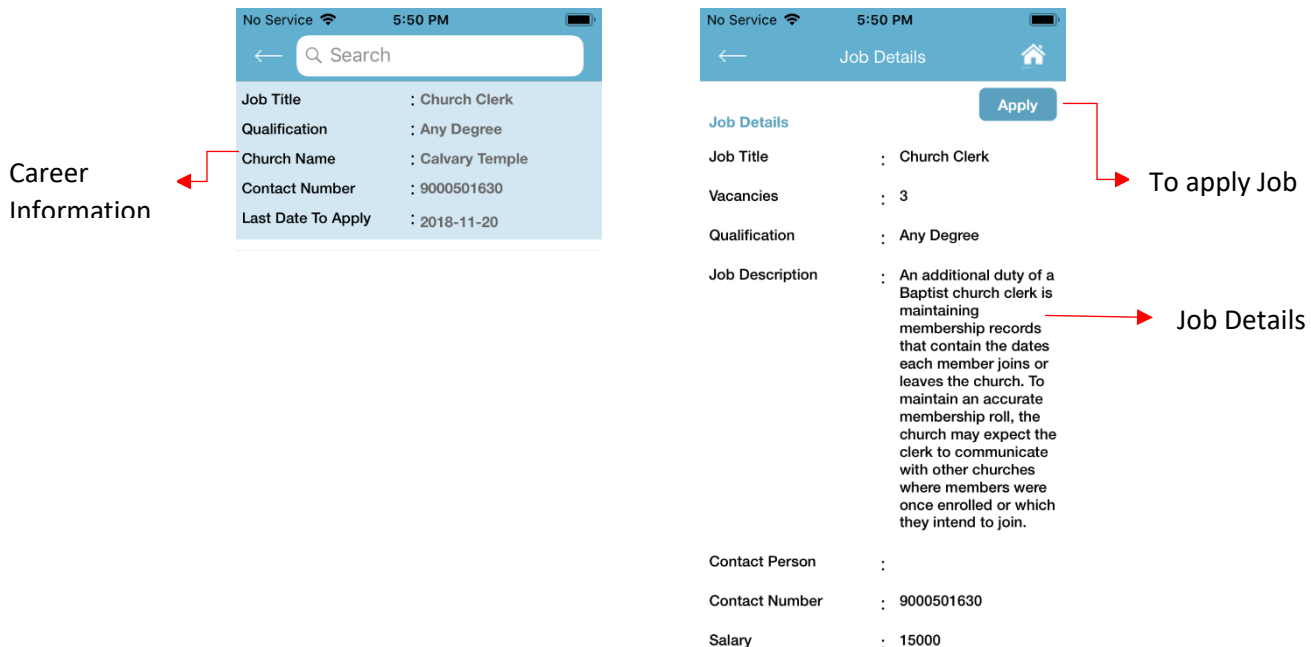 No Service 5:50 PM
Search
Job Title : Church Clerk
Qualification : Any Degree
Church Name : Calvary Temple
Contact Number : 9000501630
Last Date To Apply : 2018-11-20
Career
Information
No Service 5:50 PM
Job Details
Apply
Job Details
Job Title : Church Clerk
Vacancies : 3
Qualification : Any Degree
Job Description : An additional duty of a
Baptist church clerk is
maintaining
membership records
that contain the dates
each member joins or
leaves the church. To
maintain an accurate
membership roll, the
church may expect the
clerk to communicate
with other churches
where members were
once enrolled or which
they intend to join.
Contact Person :
Contact Number : 9000501630
Salary : 15000
To apply Job
Job Details